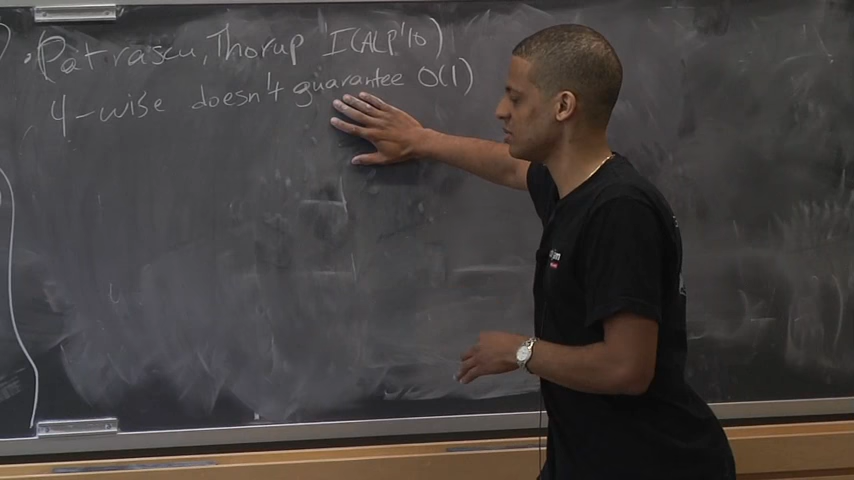 • Patrascu, Thorup ICALP'10)
4-wise doesn't guarantee O(1)